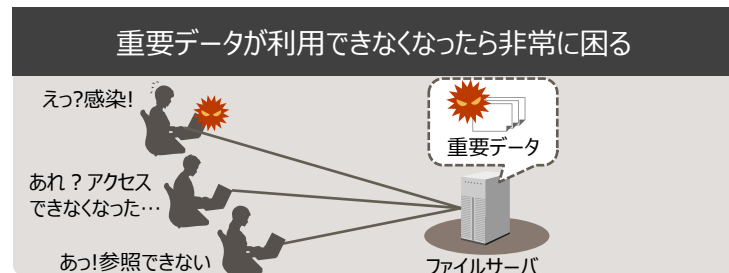 重要データが利用できなくなったら非常に困る
えっ?感染!
重要データ
あれ？アクセス
できなくなった…
あっ!参照できない
ファイルサーバ